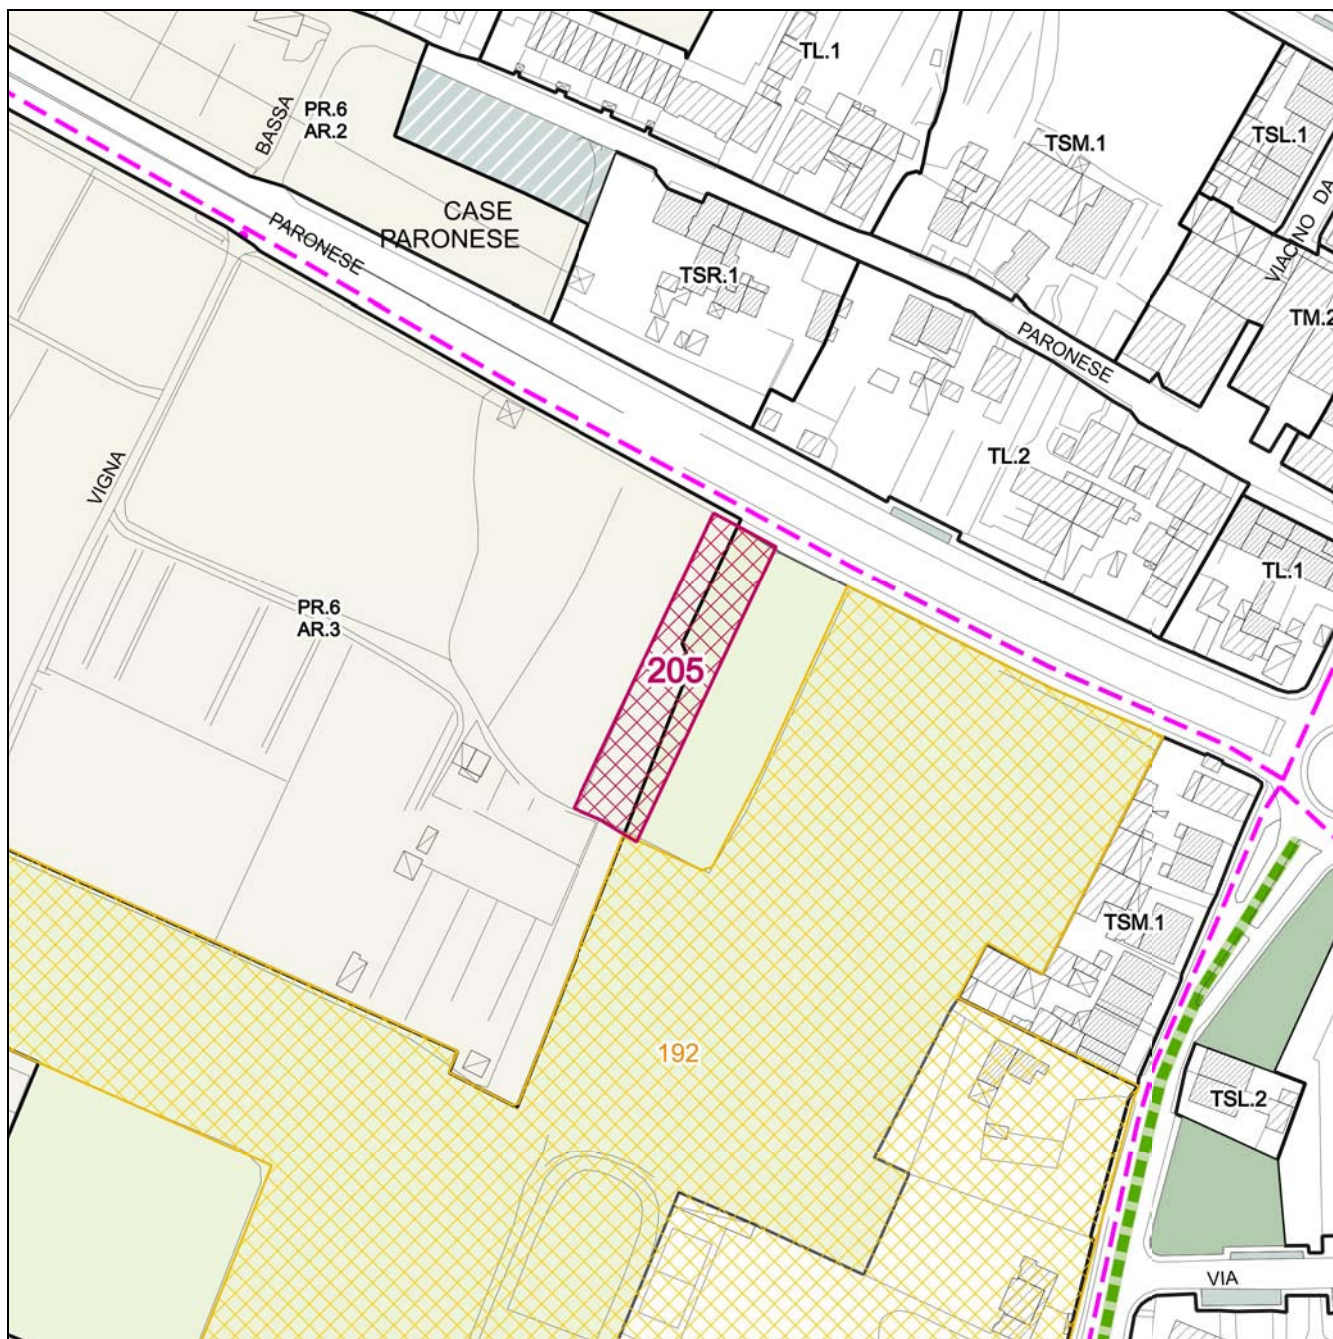 TL.1
PR.6
AR.2
BASSA
TSM.1
TSL.1
VIACINO DA
CASE
PARONESE
PARONESE
TSR.1
TM.2
PARONESE
TL.2
VIGNA
TL.1
PR.6
AR.3
205
TSM.1
192
TSL.2
VIA